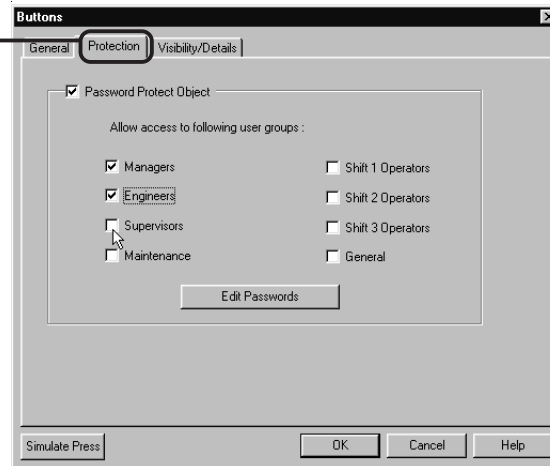 Buttons
General Protection Visibility/Details
Password Protect Object
Allow access to following user groups :
Managers Shift 1 Operators
Engineers Shift 2 Operators
Supervisors Shift 3 Operators
Maintenance General
Edit Passwords
Simulate Press OK Cancel Help